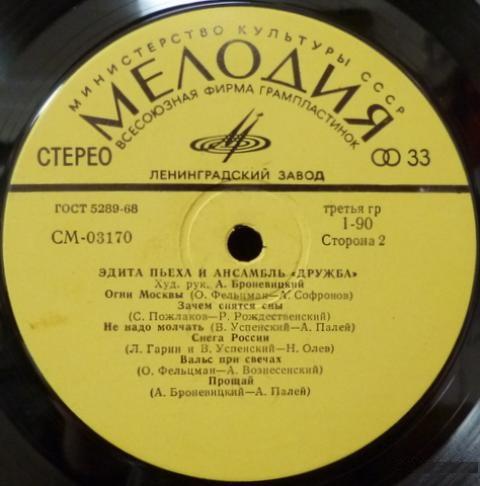 МИНИСТЕРСТВО КУЛЬТУРЫ СССР
МЕЛОДИЯ
ВСЕСОЮЗНАЯ ФИРМА ГРАМПЛАСТИНОК
СТЕРЕО
33
ЛЕНИНГРАДСКИЙ ЗАВОД
ГОСТ 5289-68
третья гр
1-90
СМ-03170
Сторона 2
ЭДИТА ПЬЕХА И АНСАМБЛЬ «ДРУЖБА»
Худ. рук. А. Броневицкий
Огни Москвы (О. Фельцман—А. Софронов)
Зачем снятся сны
(С. Пожлаков—Р. Рождественский)
Не надо молчать (В. Успенский—А. Палей)
Снега России
(Л. Гарин и В. Успенский—Н. Олев)
Вальс при свечах
(О. Фельцман—А. Вознесенский)
Прощай
(А. Броневицкий—А. Палей)